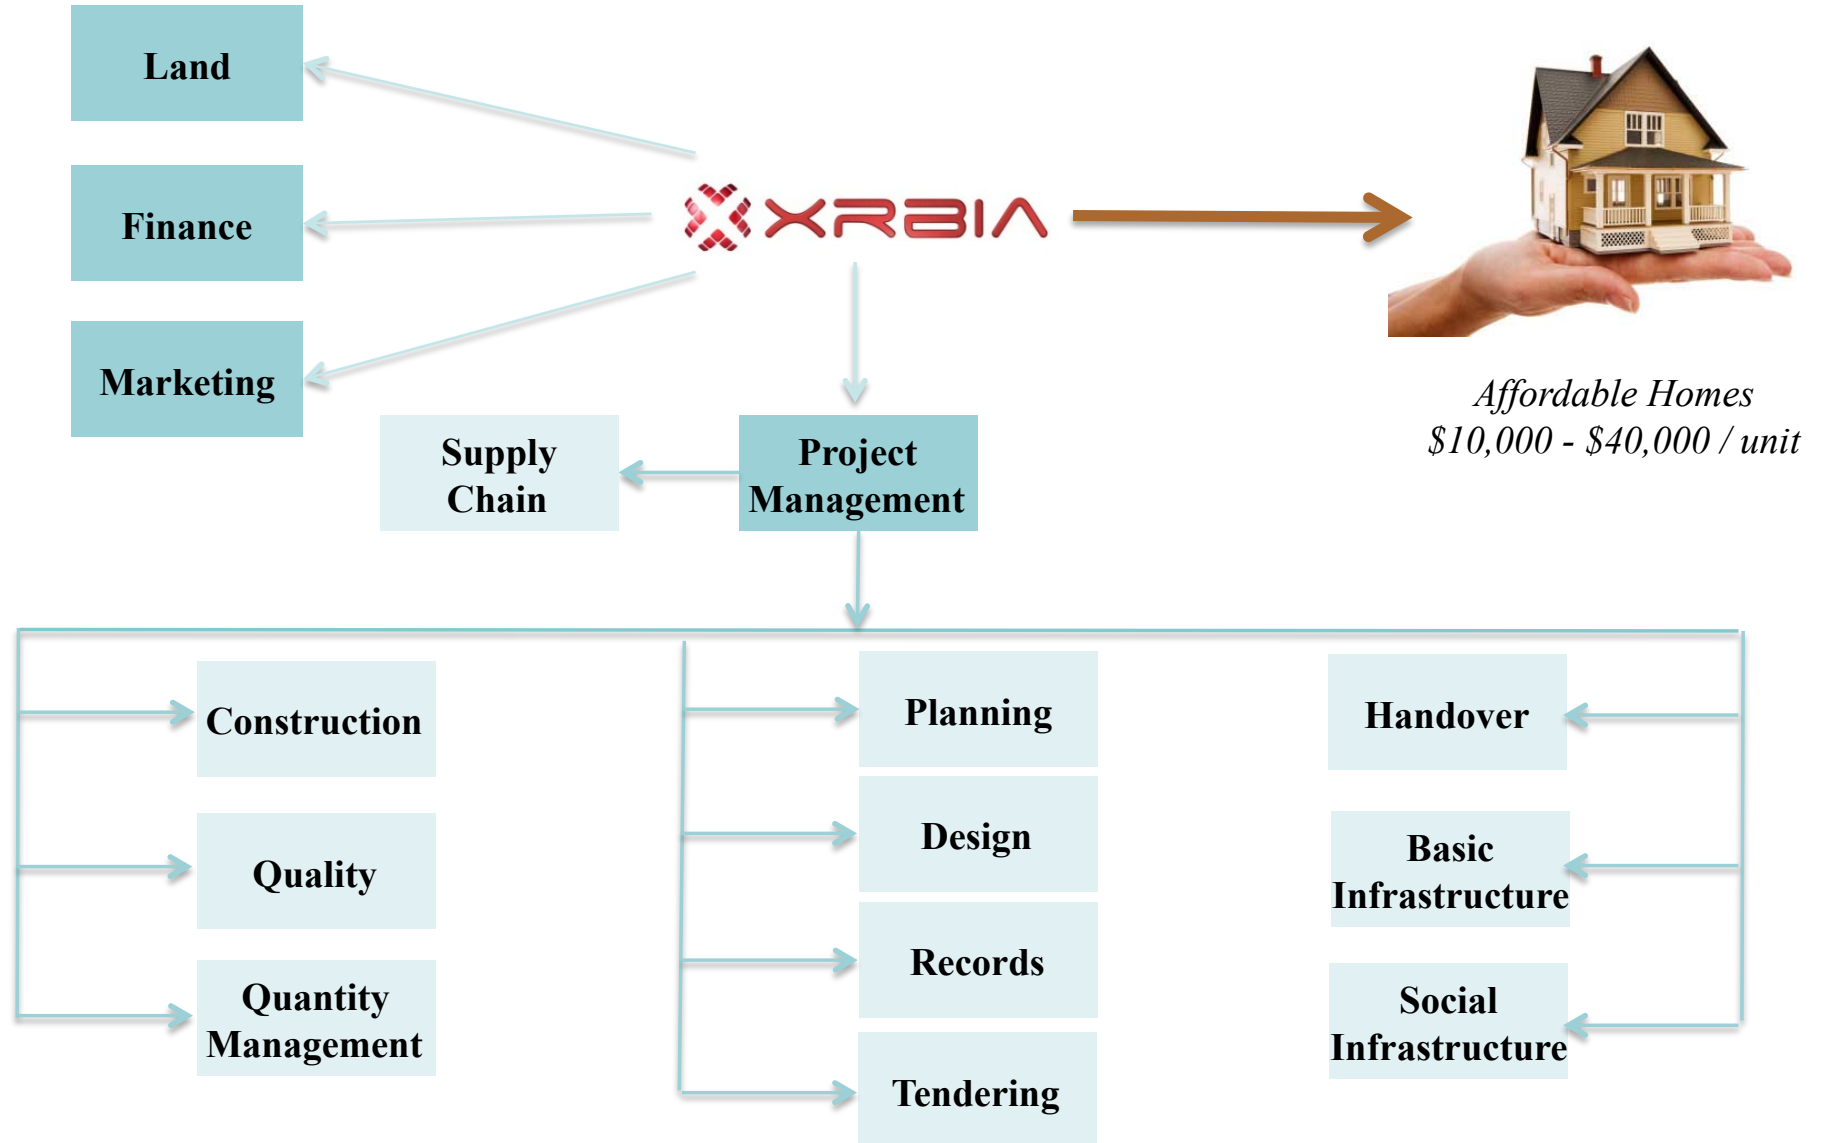 Land
Finance
Marketing
XRBIA
Affordable Homes
$10,000 - $40,000 / unit
Supply
Chain
Project
Management
Construction
Quality
Quantity
Management
Planning
Design
Records
Tendering
Handover
Basic
Infrastructure
Social
Infrastructure